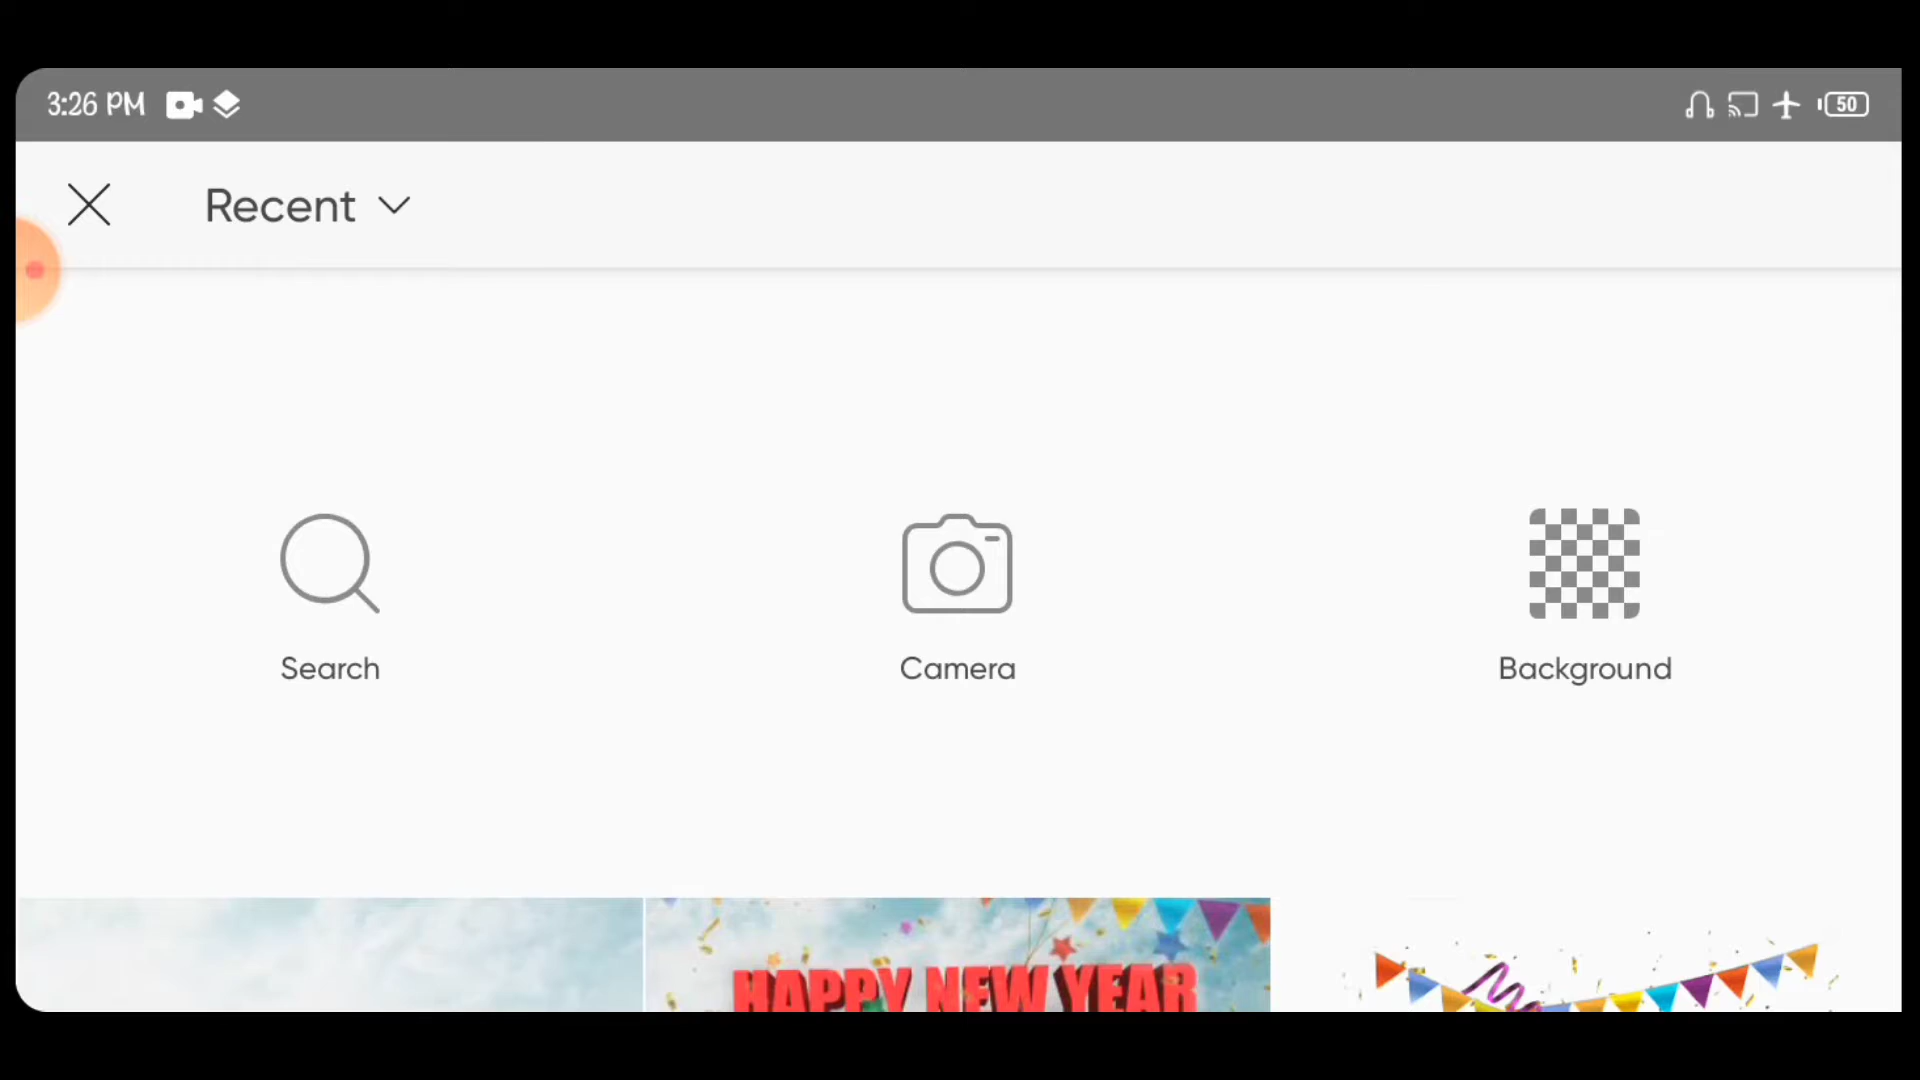 3:26 PM
50
Recent
Search
Camera
Background
HAPPY NEW YEAR